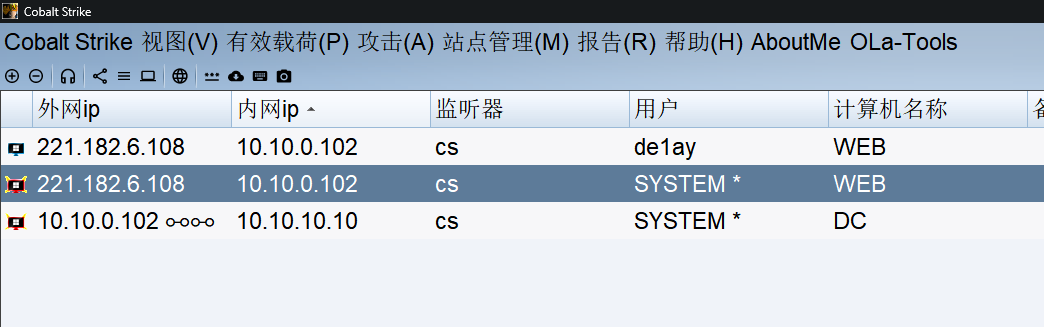 Cobalt Strike
Cobalt Strike 视图(V) 有效载荷(P) 攻击(A) 站点管理(M) 报告(R) 帮助(H) AboutMe OLa-Tools
外网ip 内网ip 监听器 用户 计算机名称
221.182.6.108 10.10.0.102 cs de1ay WEB
221.182.6.108 10.10.0.102 cs SYSTEM * WEB
10.10.0.102 10.10.10.10 cs SYSTEM * DC